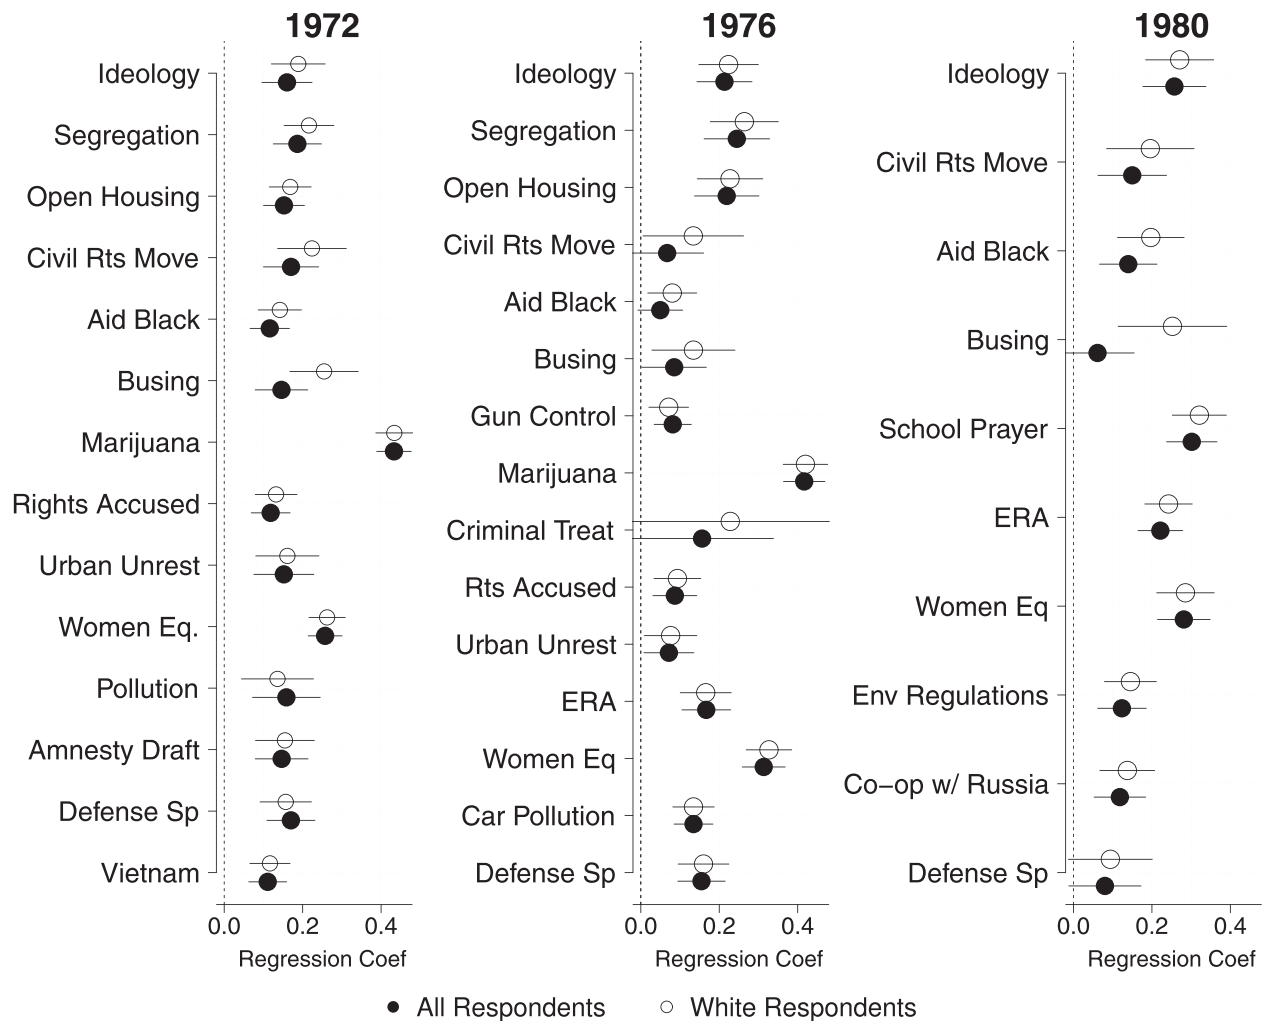 1972
Ideology
Segregation
Open Housing
Civil Rts Move
Aid Black
Busing
Marijuana
Rights Accused
Urban Unrest
Women Eq.
Pollution
Amnesty Draft
Defense Sp
Vietnam
0.0 0.2 0.4
Regression Coef
1976
Ideology
Segregation
Open Housing
Civil Rts Move
Aid Black
Busing
Gun Control
Marijuana
Criminal Treat
Rts Accused
Urban Unrest
ERA
Women Eq
Car Pollution
Defense Sp
0.0 0.2 0.4
Regression Coef
1980
Ideology
Civil Rts Move
Aid Black
Busing
School Prayer
ERA
Women Eq
Env Regulations
Co−op w/ Russia
Defense Sp
0.0 0.2 0.4
Regression Coef
All Respondents White Respondents